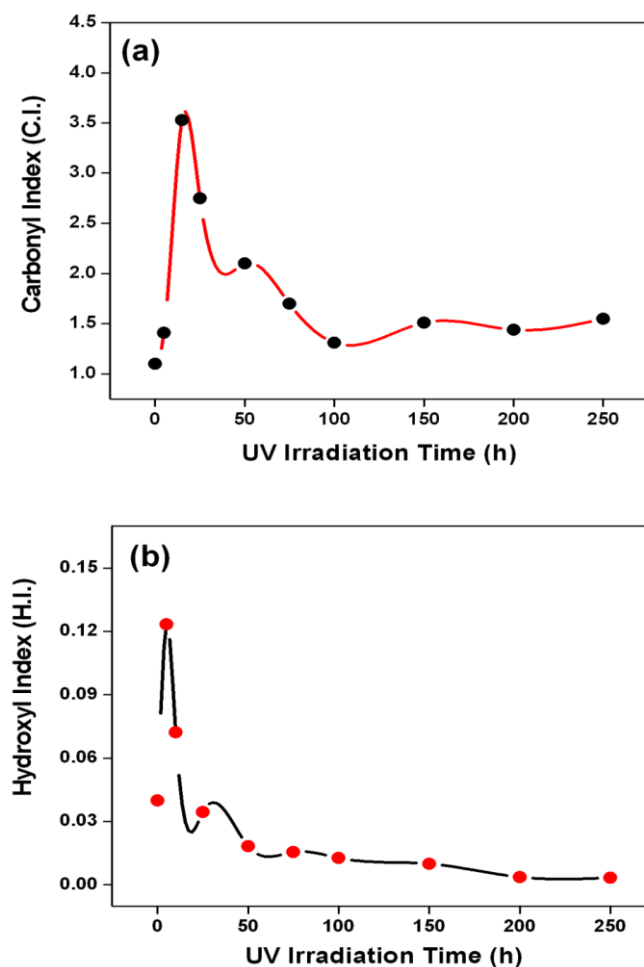 (a)
Carbonyl Index (C.I.)
4.5
4.0
3.5
3.0
2.5
2.0
1.5
1.0
0 50 100 150 200 250
UV Irradiation Time (h)
(b)
Hydroxyl Index (H.I.)
0.15
0.12
0.09
0.06
0.03
0.00
0 50 100 150 200 250
UV Irradiation Time (h)